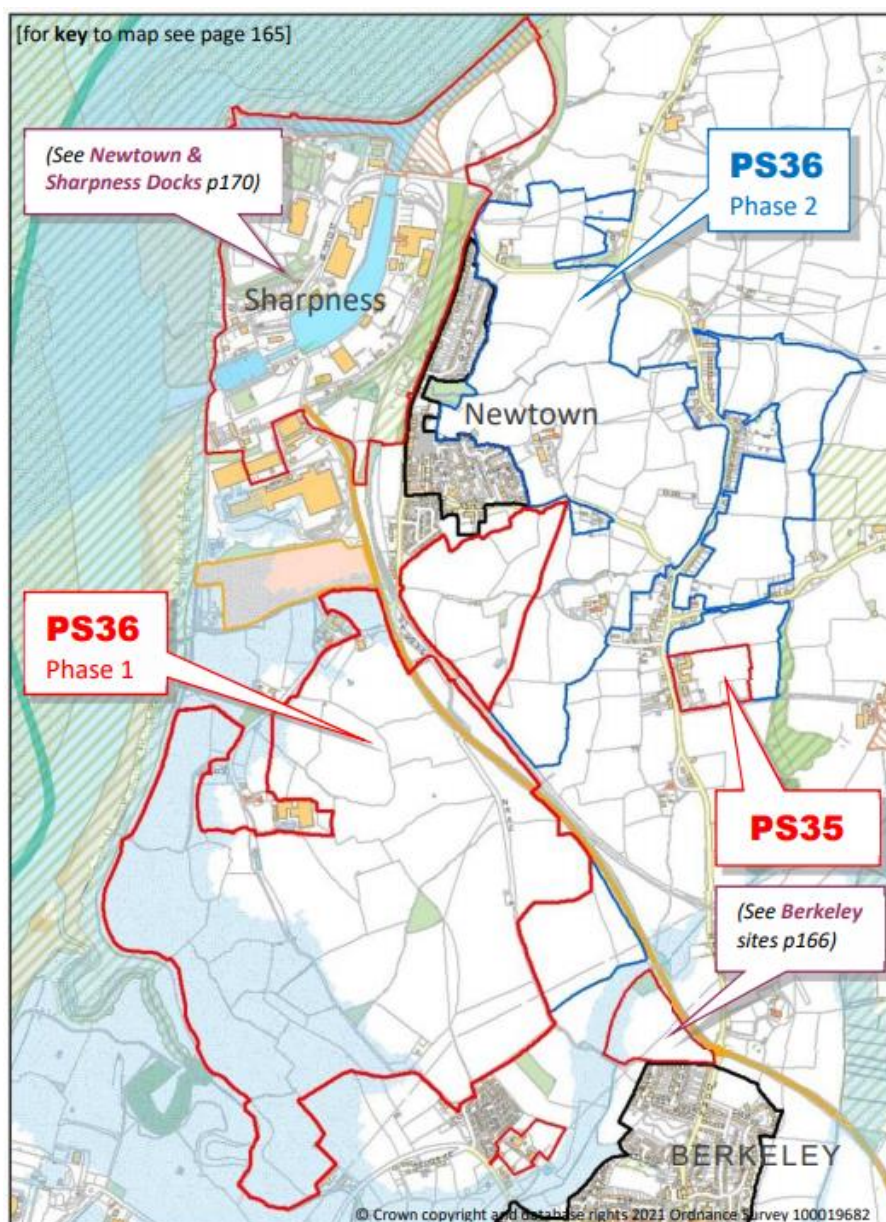 [for key to map see page 165]
(See Newtown &
Sharpness Docks p170)
PS36
Phase 2
Sharpness
Newtown
PS36
Phase 1
PS35
(See Berkeley
sites p166)
BERKELEY
© Crown copyright and database rights 2021 Ordnance Survey 100019682